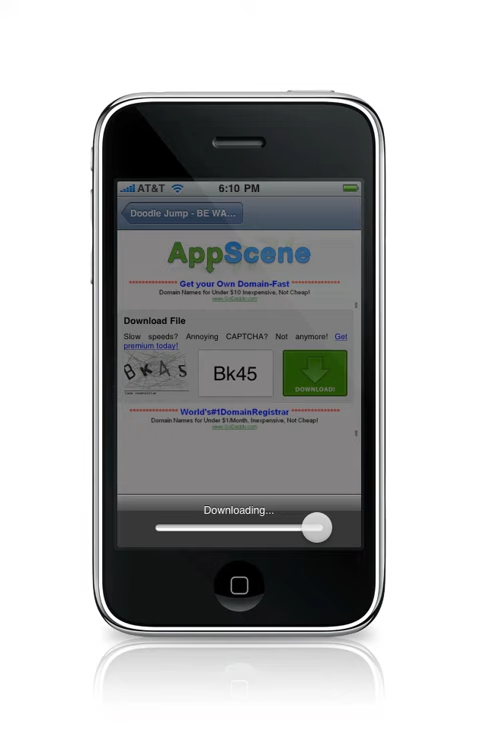 AT&T
6:10 PM
Doodle Jump - BE WA...
AppScene
Get your Own Domain-Fast
Domain Names for Under $10 Inexpensive, Not Cheap!
Download File
Slow speeds? Annoying CAPTCHA? Not anymore! Get
premium today!
BK45
Bk45
DOWNLOAD!
World's#1DomainRegistrar
Domain Names for Under $1/Month, Inexpensive, Not Cheap!
Downloading...